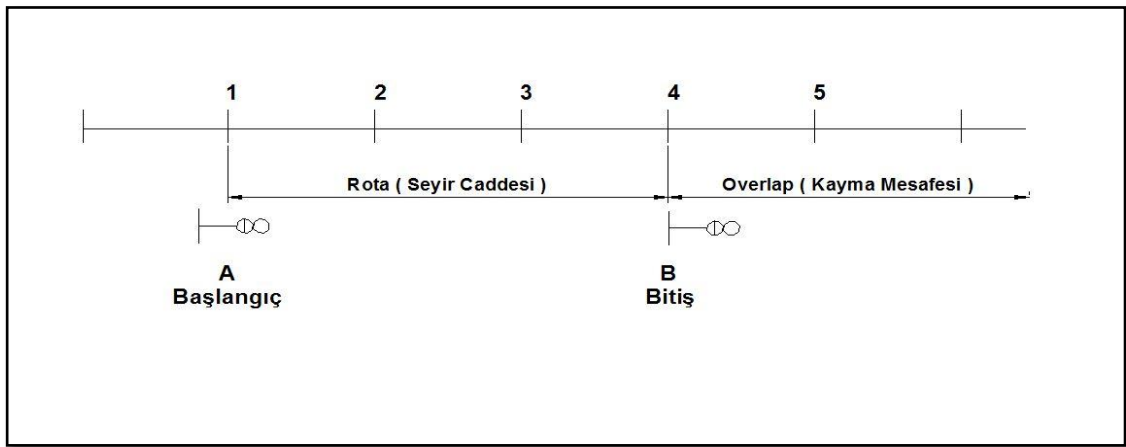 1 2 3 4 5
Rota ( Seyir Caddesi ) Overlap ( Kayma Mesafesi )
A B
Başlangıç Bitiş